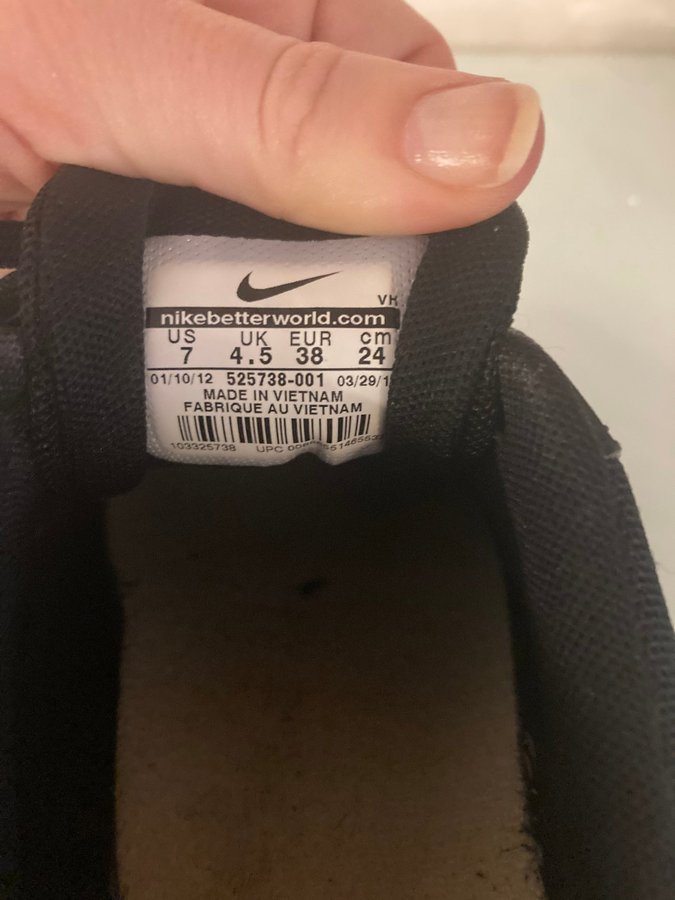 VH
nikebetterworld.com
US UK EUR cm
7 4.5 38 24
01/10/12 525738-001
MADE IN VIETNAM
FABRIQUE AU VIETNAM
103325738 UPC